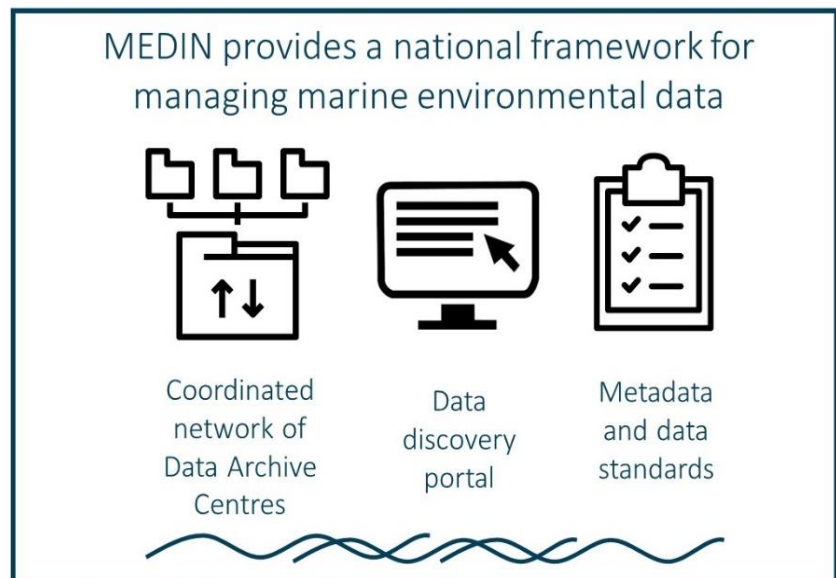 MEDIN provides a national framework for
managing marine environmental data
Coordinated
network of
Data Archive
Centres
Data
discovery
portal
Metadata
and data
standards